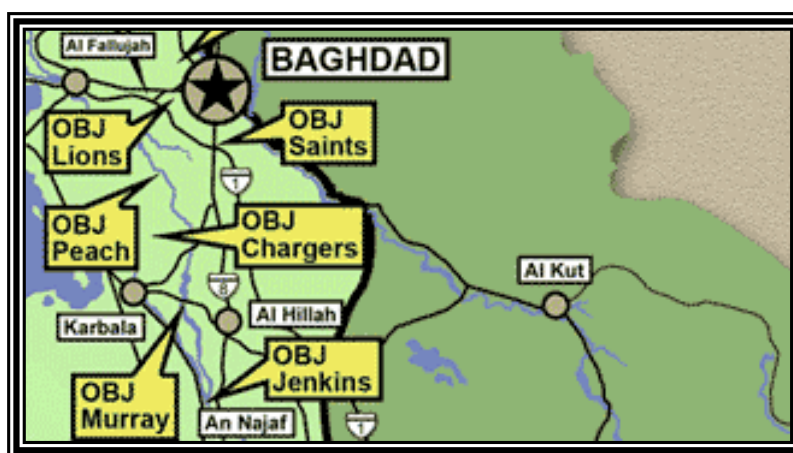 Al Fallujah
BAGHDAD
OBJ
Lions
OBJ
Saints
1
OBJ
Peach
OBJ
Chargers
Al Kut
8
Karbala
Al Hillah
OBJ
Jenkins
OBJ
Murray
An Najaf
1